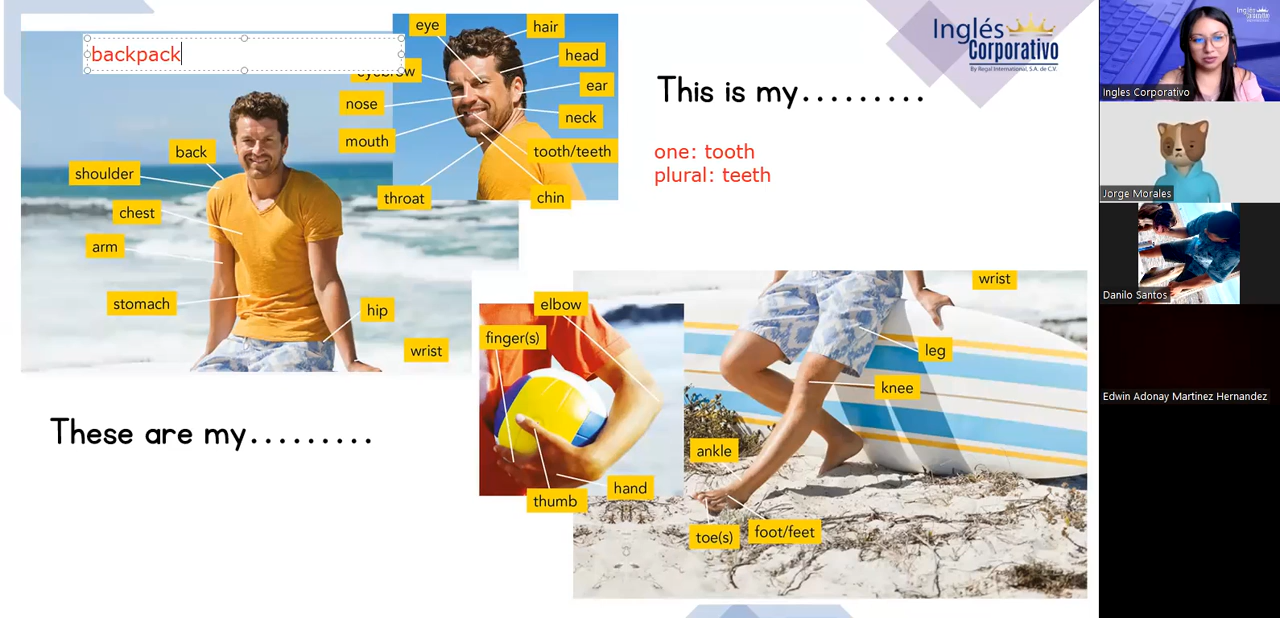 backpack
eye
hair
head
eyebrow
ear
nose
neck
mouth
tooth/teeth
throat
chin
back
shoulder
chest
arm
stomach
hip
wrist
This is my.........
one: tooth
plural: teeth
These are my.........
elbow
finger(s)
thumb
hand
wrist
leg
knee
ankle
toe(s)
foot/feet
Inglés
Corporativo
By Regal International, S.A. de C.V.
Ingles Corporativo
Jorge Morales
Danilo Santos
Edwin Adonay Martinez Hernandez